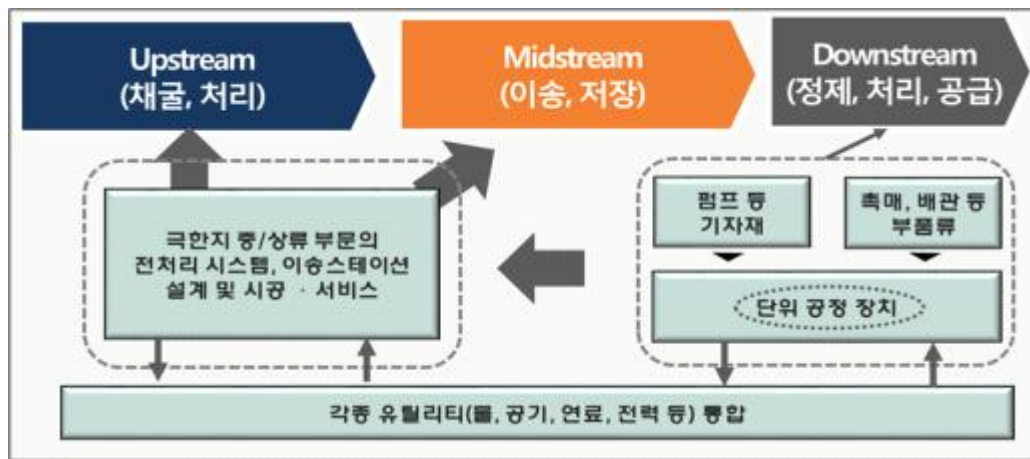 Upstream
(채굴, 처리)
Midstream
(이송, 저장)
Downstream
(정제, 처리, 공급)
극한지 중/상류 부문의
전처리 시스템, 이송스테이션
설계 및 시공 · 서비스
펌프 등
기자재
촉매, 배관 등
부품류
단위 공정 장치
각종 유틸리티(물, 공기, 연료, 전력 등) 통합